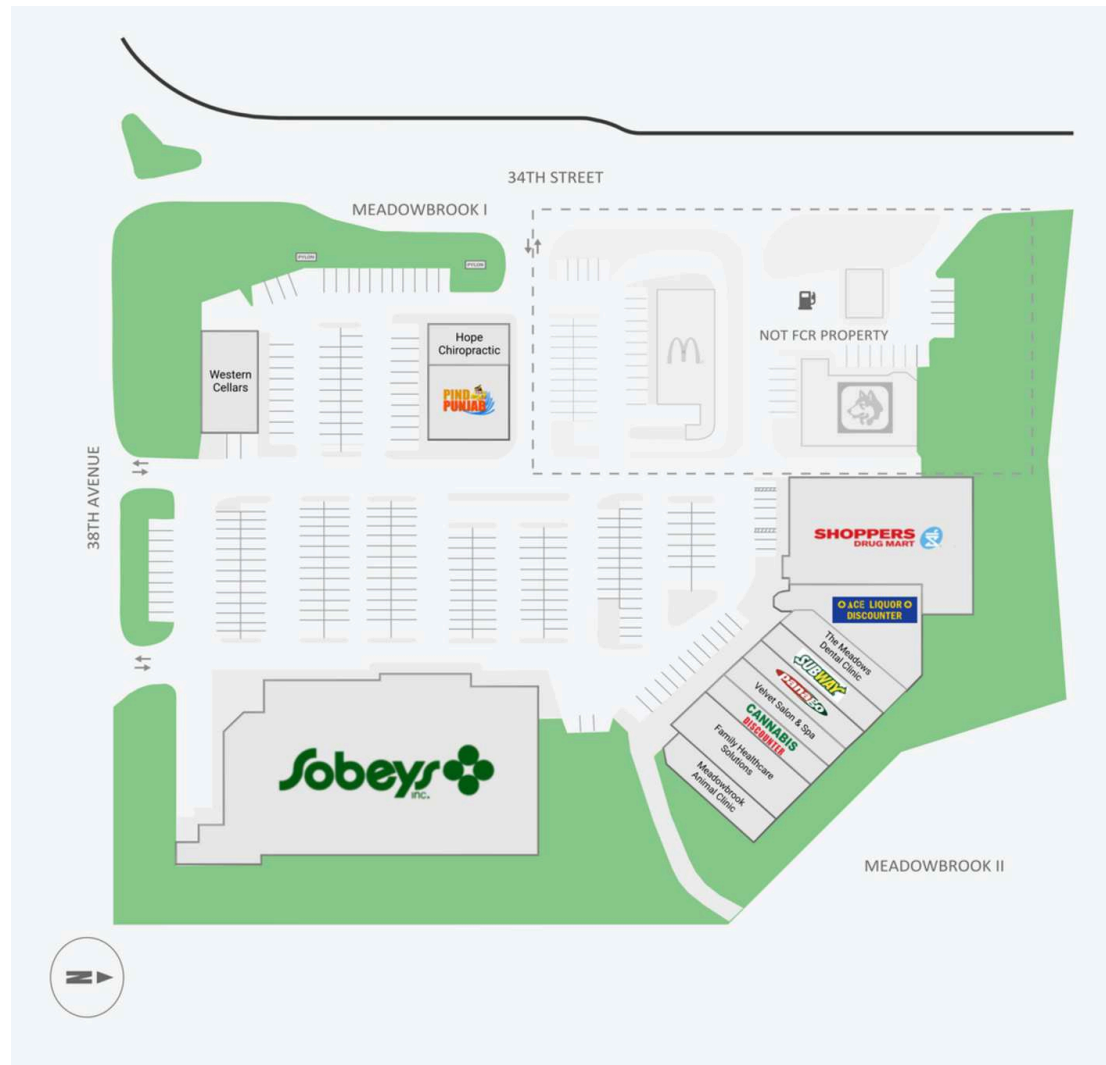 34TH STREET
MEADOWBROOK I
PYLON
PYLON
NOT FCR PROPERTY
Hope
Chiropractic
Western
Cellars
PIND
PUNJAB
38TH AVENUE
SHOPPERS
DRUG MART
ACE LIQUOR
DISCOUNTER
The Meadows
Dental Clinic
SUBWAY
panago
Velvet Salon & Spa
CANNABIS
DISCOUNTER
Family Healthcare
Solutions
Meadowbrook
Animal Clinic
Sobeys
inc.
MEADOWBROOK II
N